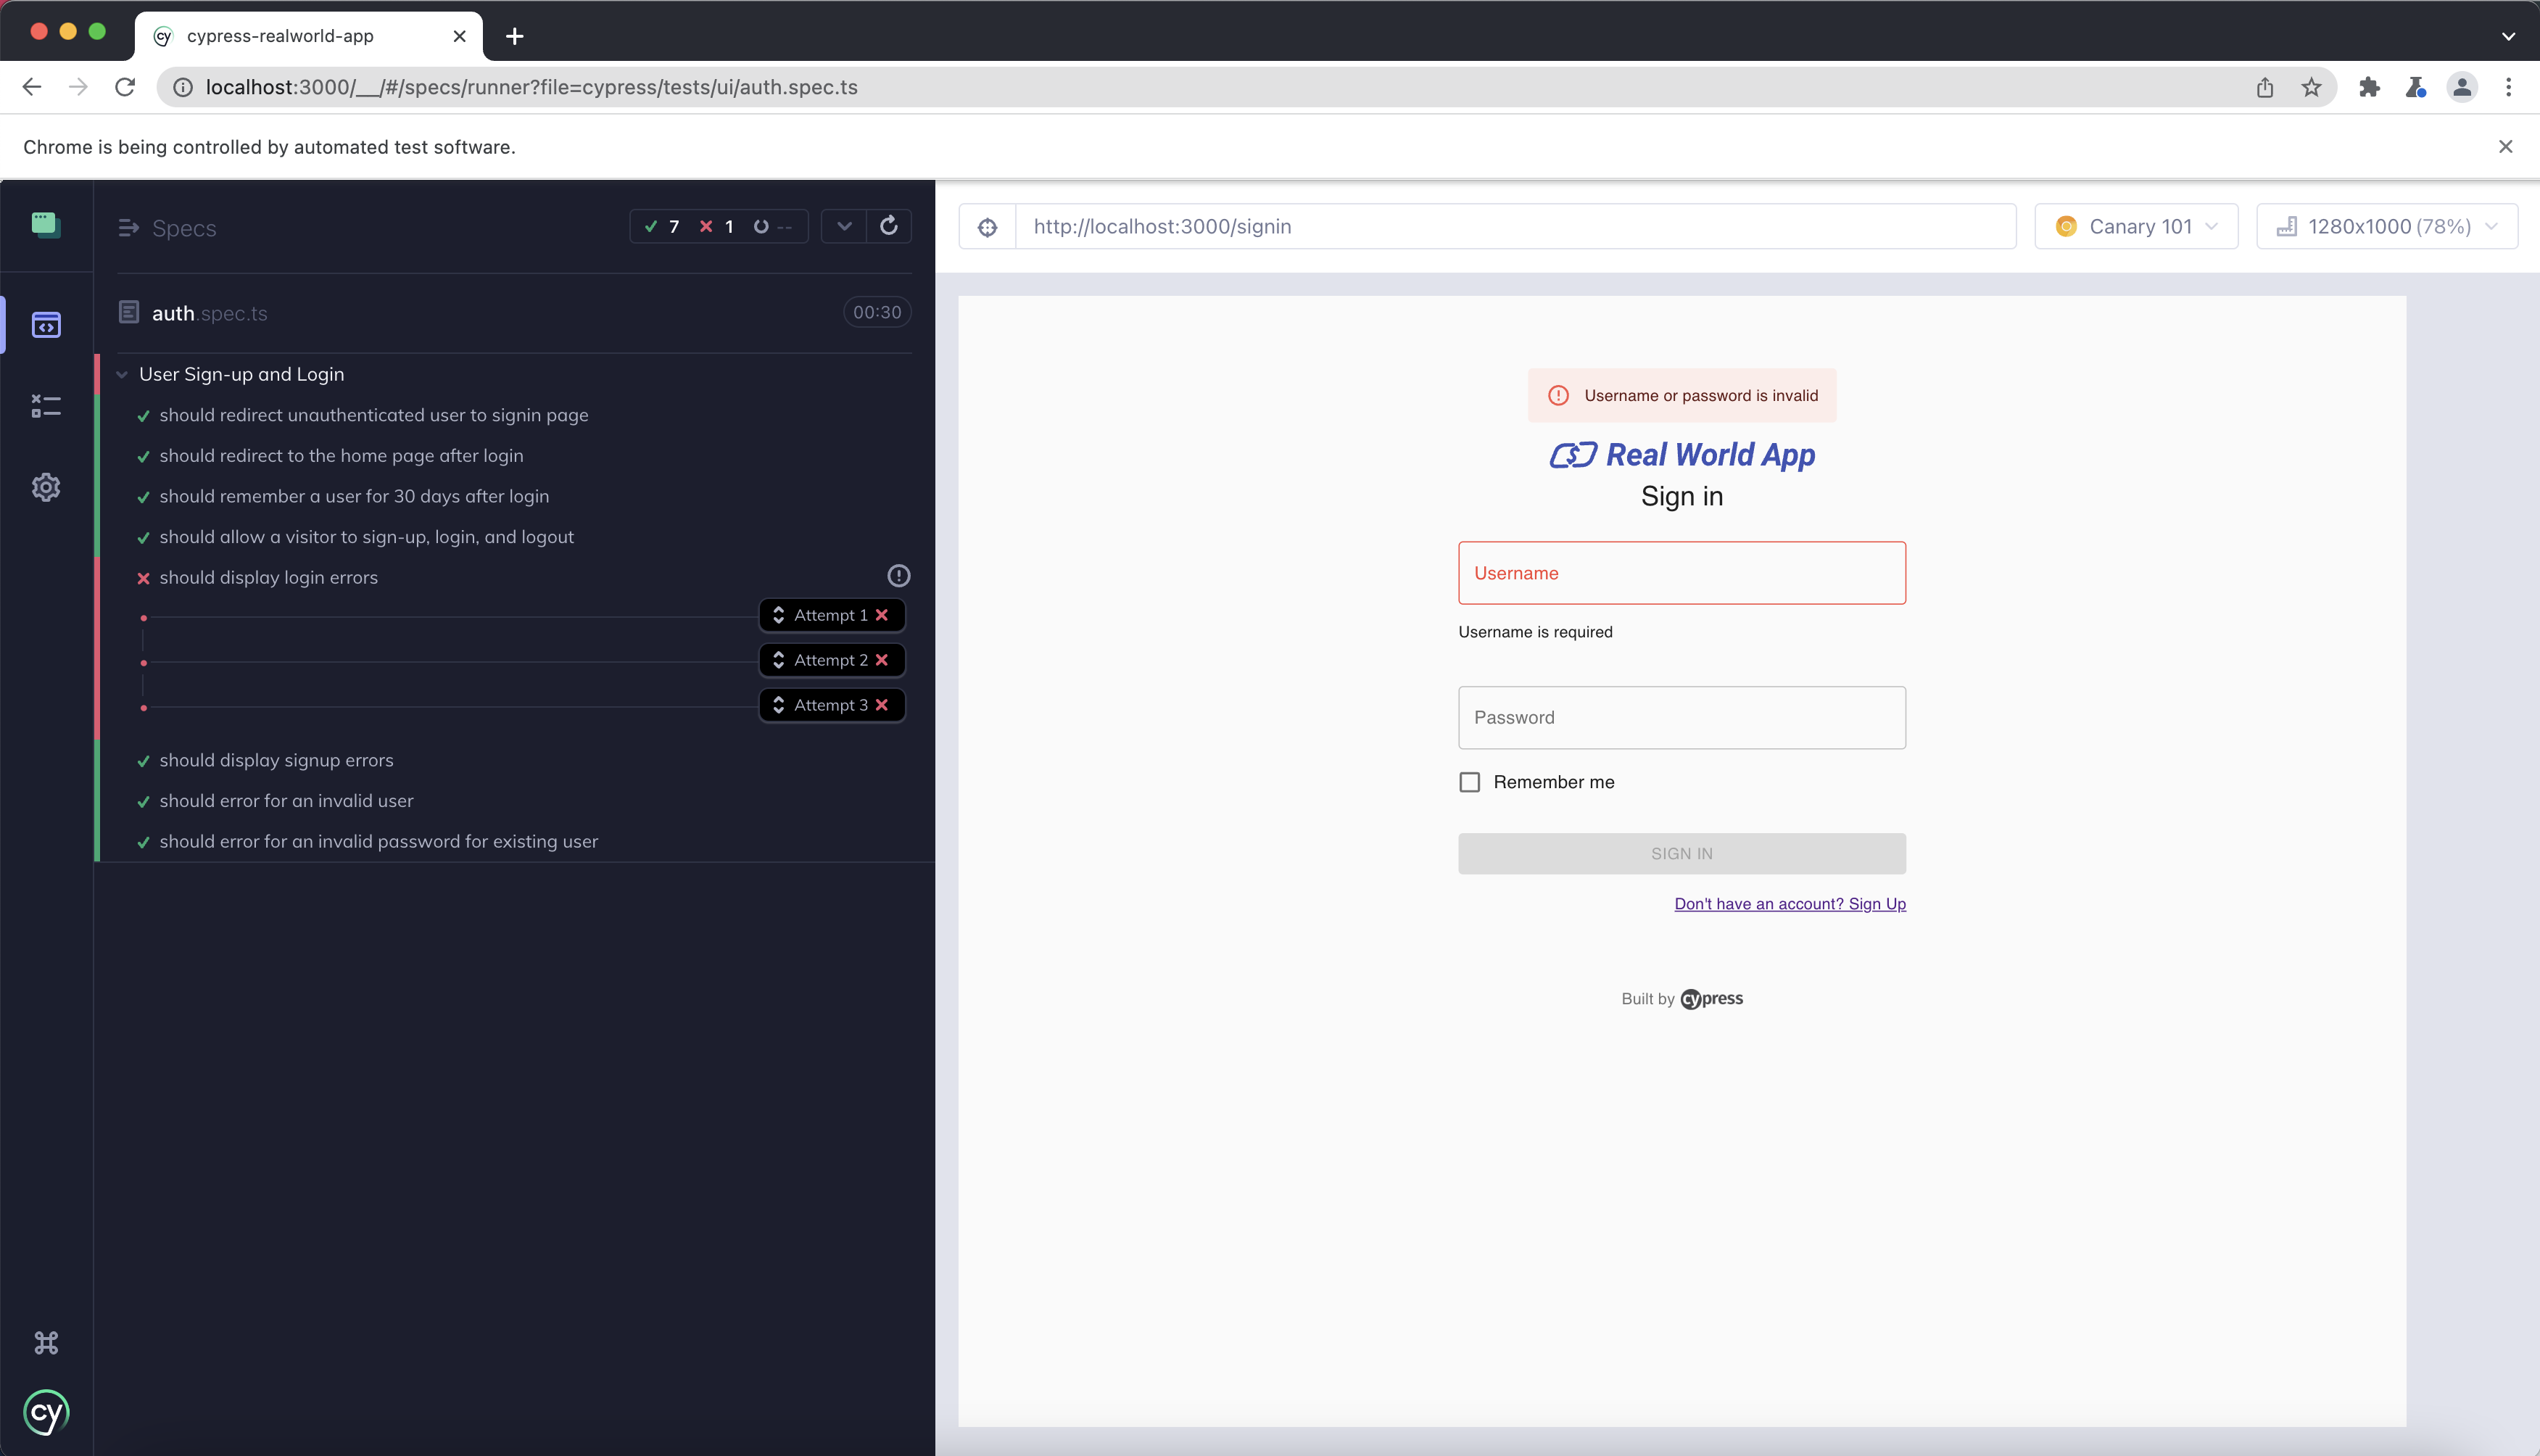 cypress-realworld-app
localhost:3000/__/#/specs/runner?file=cypress/tests/ui/auth.spec.ts
Chrome is being controlled by automated test software.
Specs
7 1 --
auth.spec.ts
00:30
User Sign-up and Login
should redirect unauthenticated user to signin page
should redirect to the home page after login
should remember a user for 30 days after login
should allow a visitor to sign-up, login, and logout
should display login errors
Attempt 1
Attempt 2
Attempt 3
should display signup errors
should error for an invalid user
should error for an invalid password for existing user
cy
http://localhost:3000/signin
Canary 101
1280x1000 (78%)
Username or password is invalid
Real World App
Sign in
Username
Username is required
Password
Remember me
SIGN IN
Don't have an account? Sign Up
Built by cypress